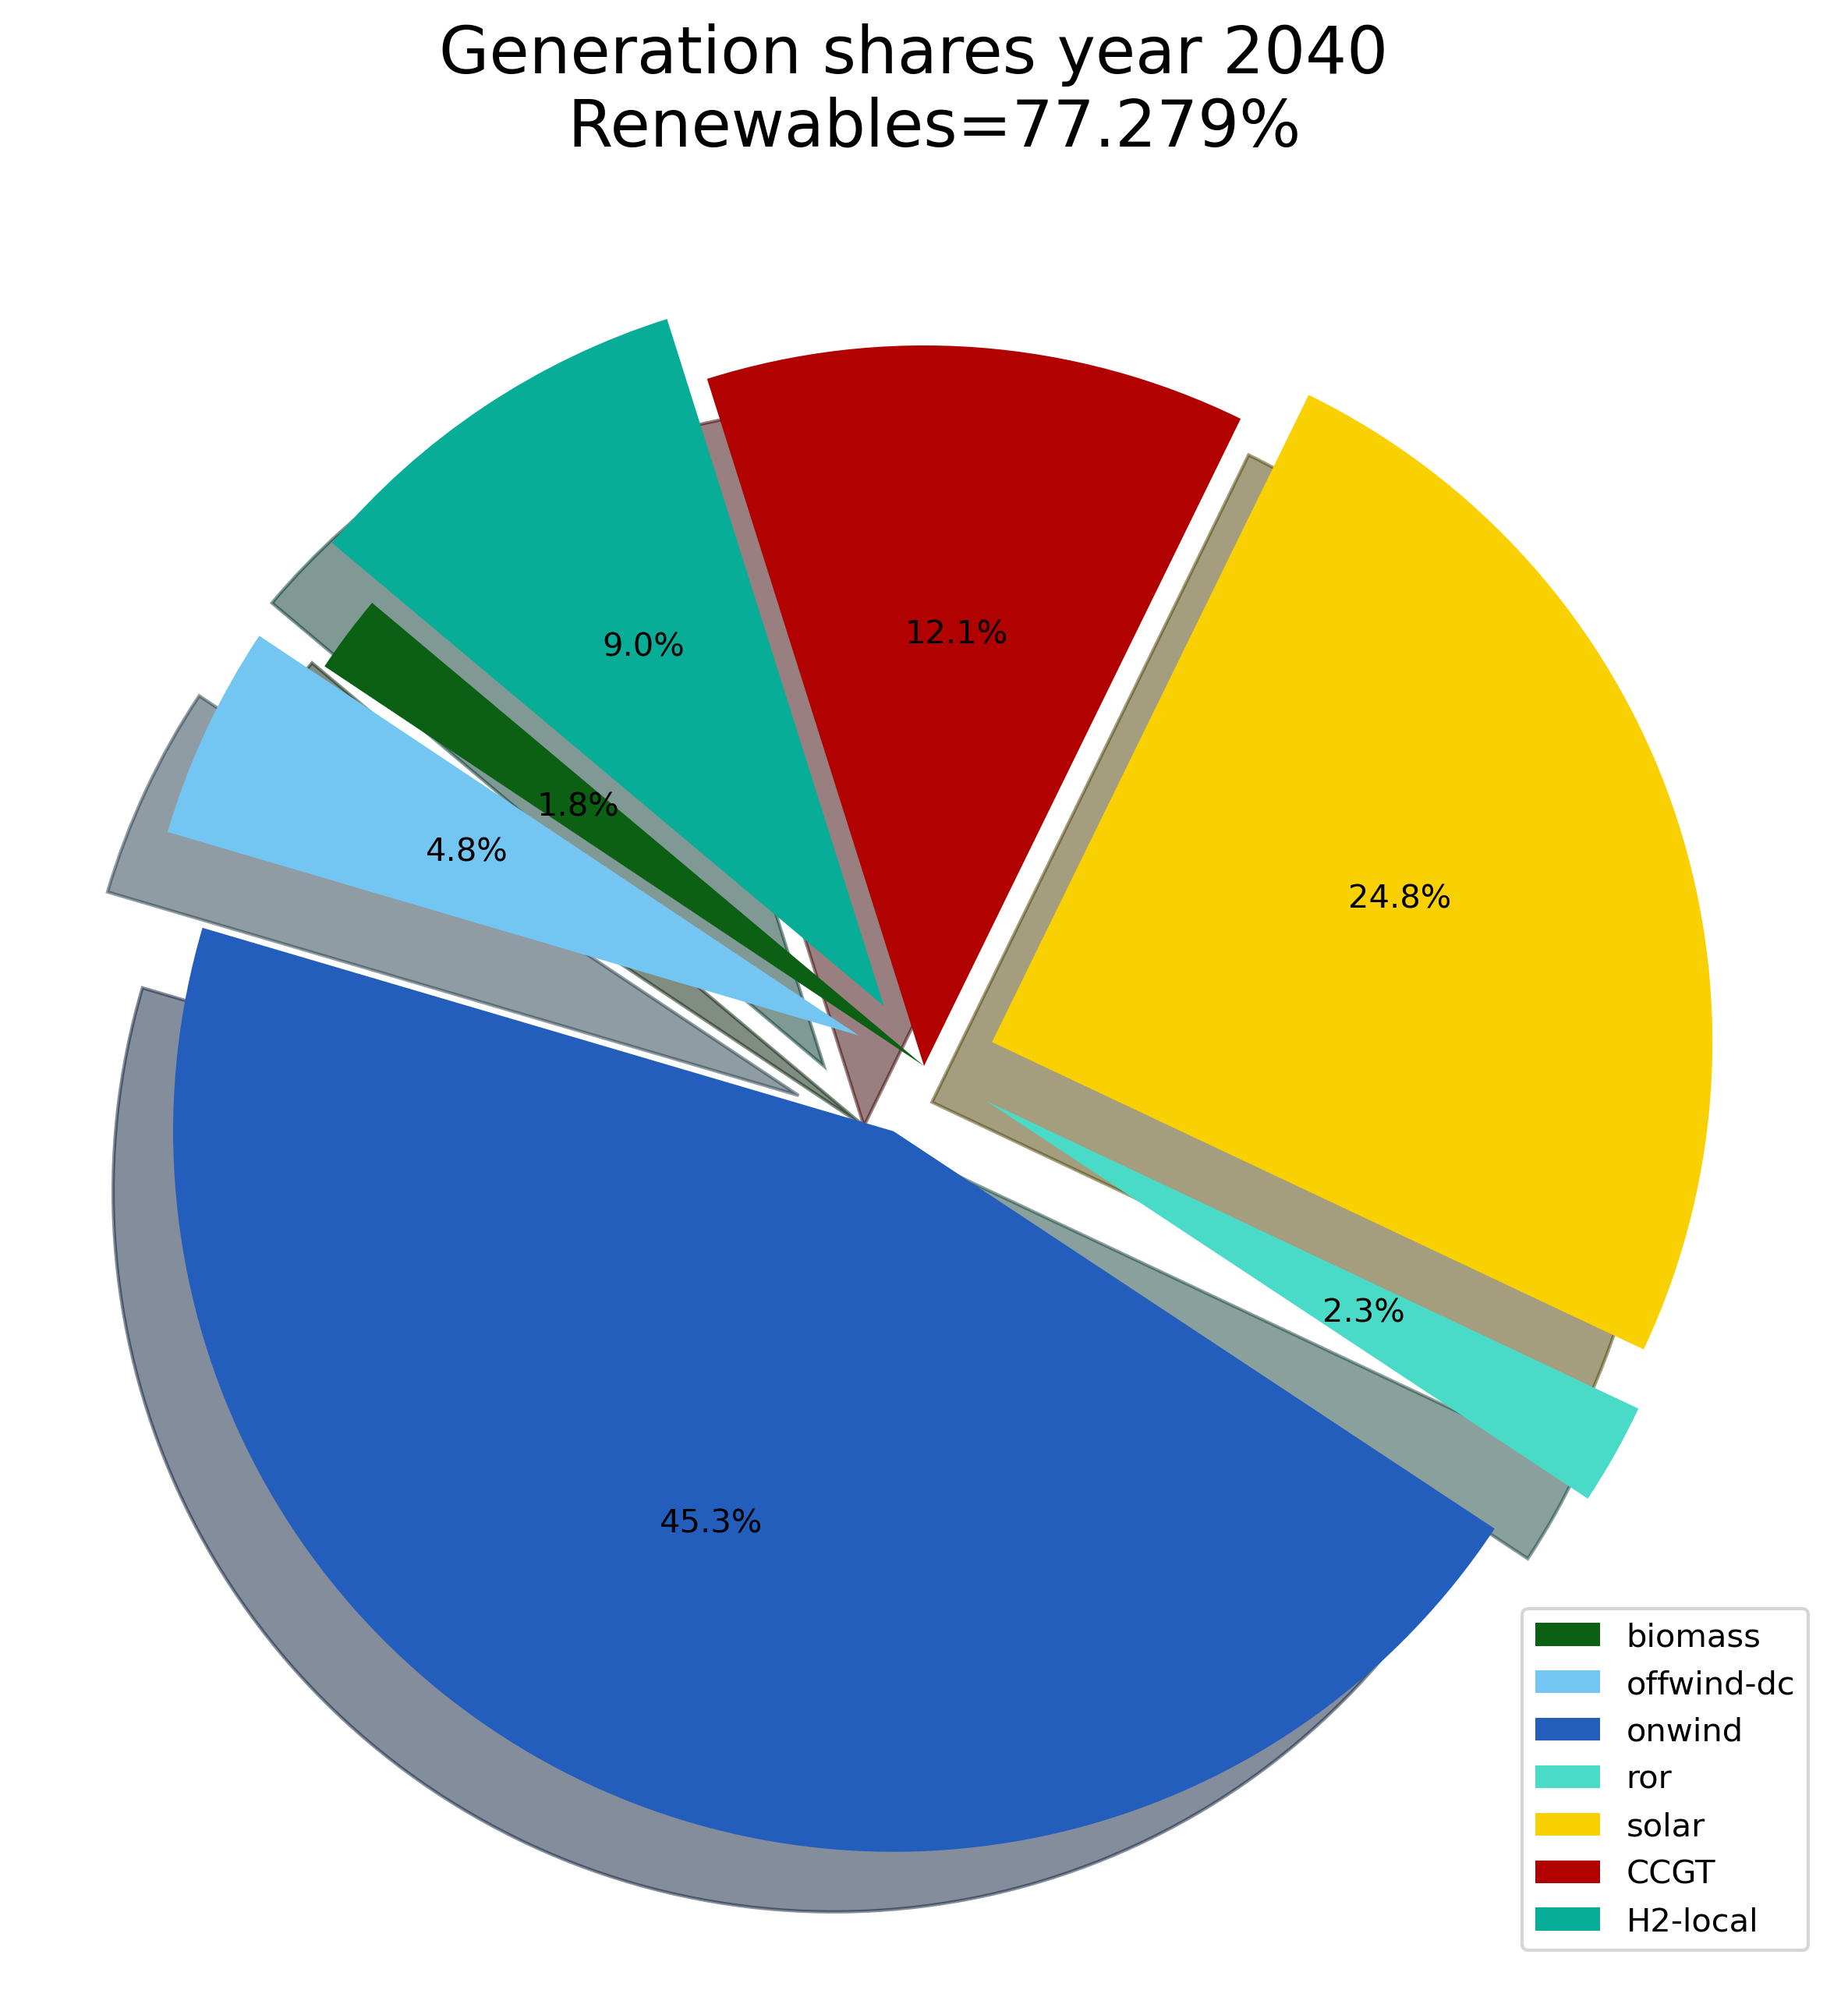 Generation shares year 2040
Renewables=77.279%
9.0%
12.1%
1.8%
4.8%
24.8%
2.3%
45.3%
biomass
offwind-dc
onwind
ror
solar
CCGT
H2-local